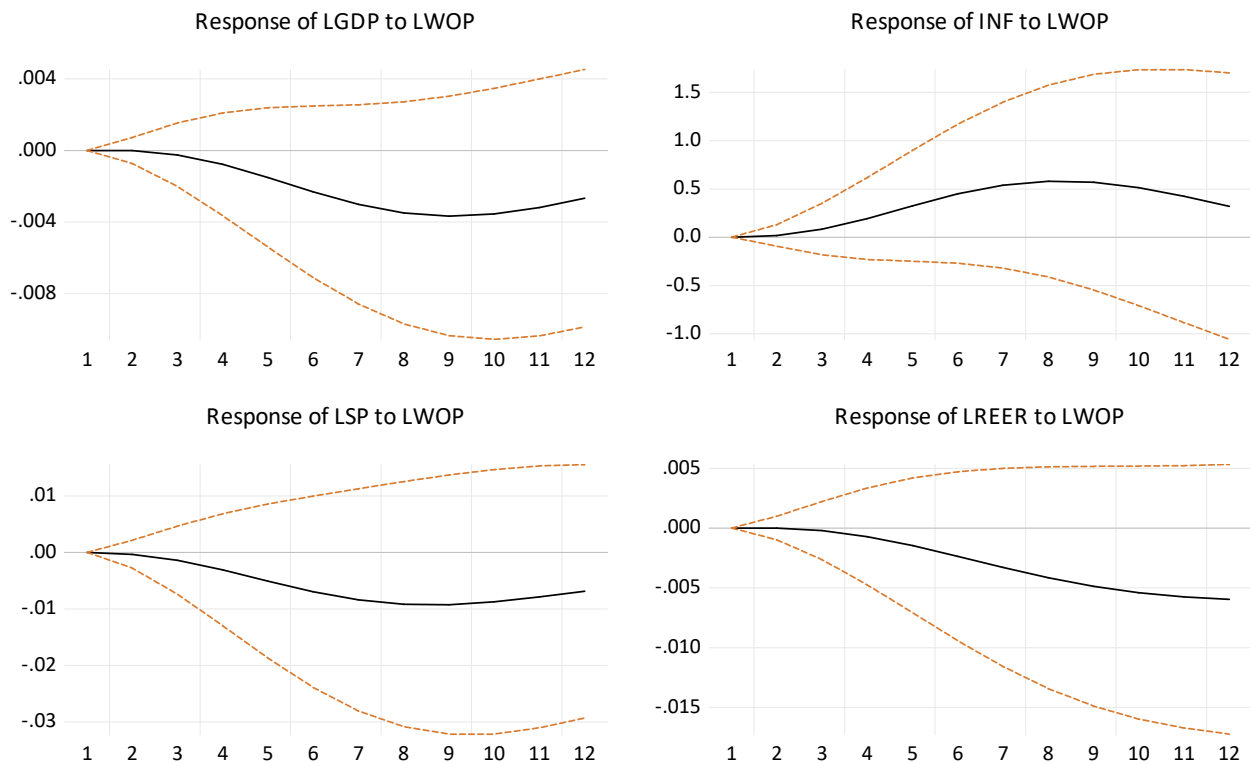 Response of LGDP to LWOP
.004
.000
-.004
-.008
1 2 3 4 5 6 7 8 9 10 11 12
Response of INF to LWOP
1.5
1.0
0.5
0.0
-0.5
-1.0
1 2 3 4 5 6 7 8 9 10 11 12
Response of LSP to LWOP
.01
.00
-.01
-.02
-.03
1 2 3 4 5 6 7 8 9 10 11 12
Response of LREER to LWOP
.005
.000
-.005
-.010
-.015
1 2 3 4 5 6 7 8 9 10 11 12